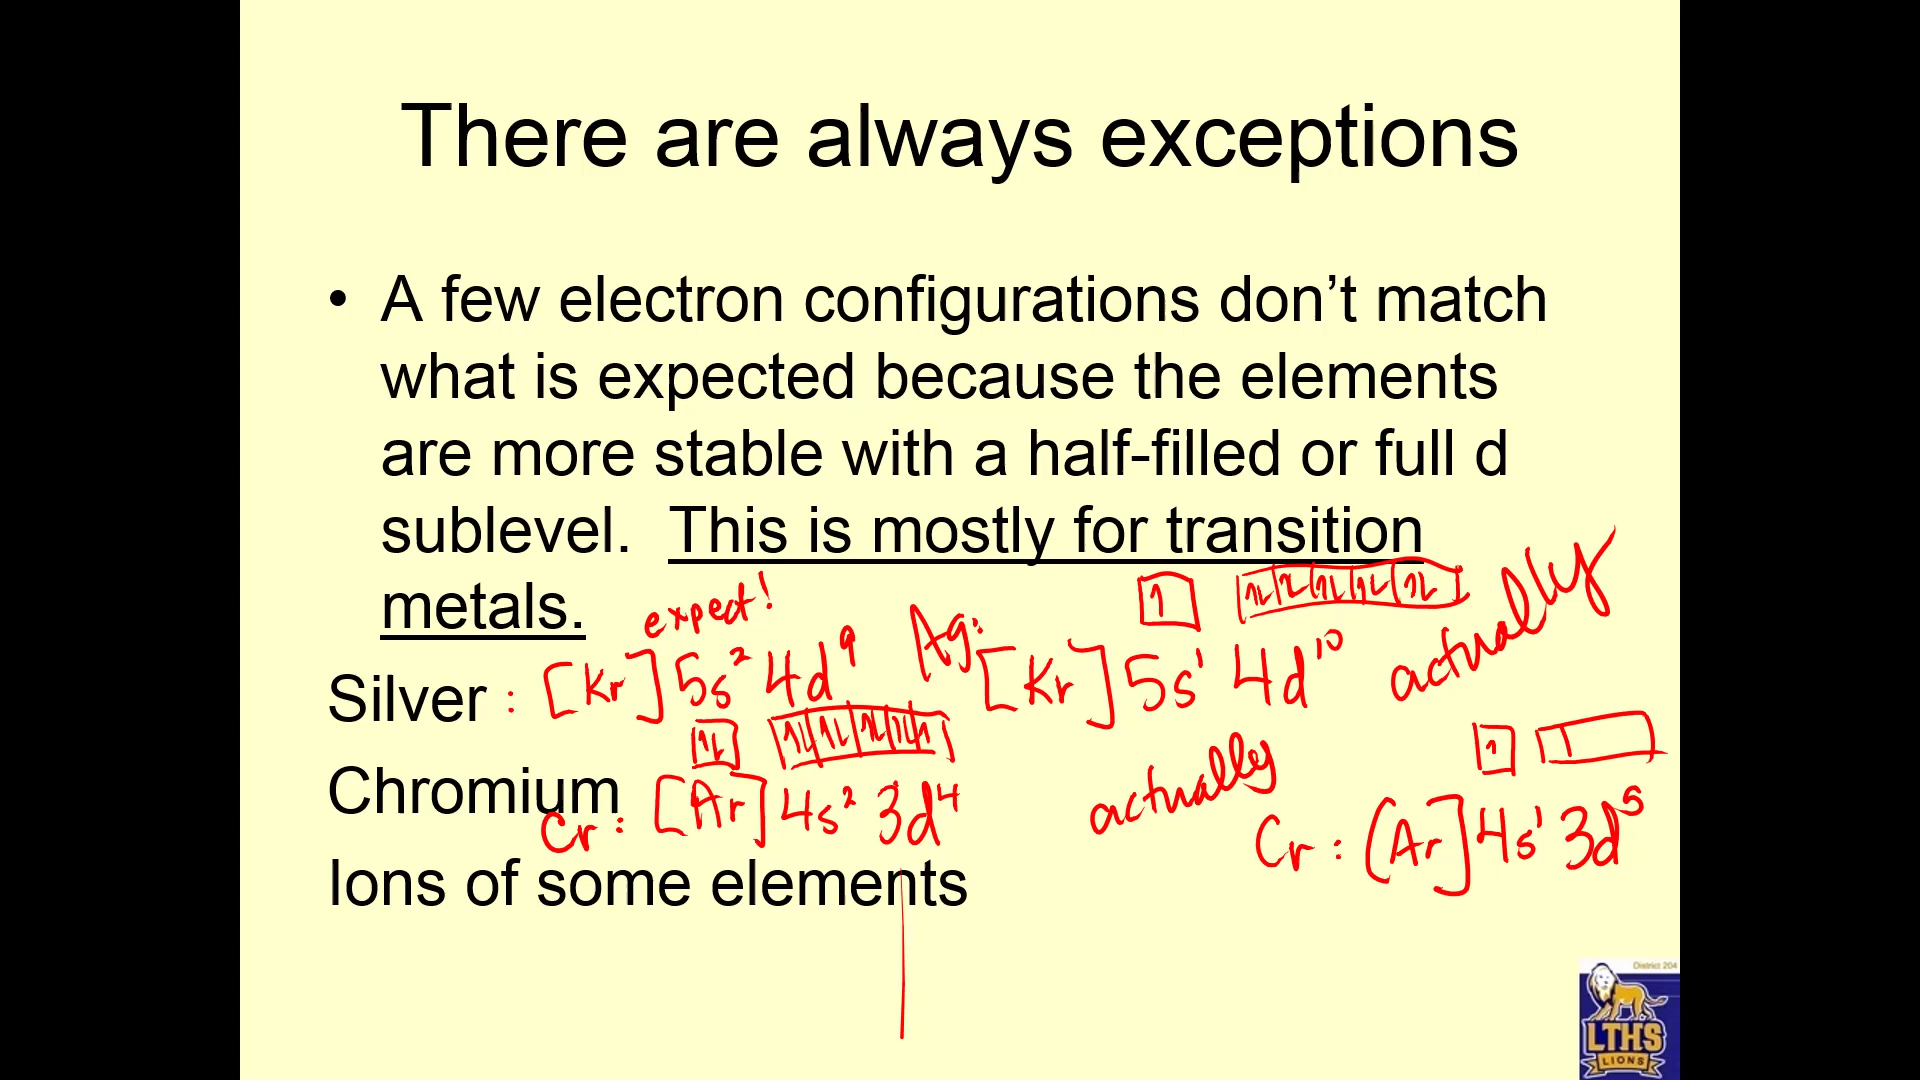 There are always exceptions
• A few electron configurations don’t match
what is expected because the elements
are more stable with a half-filled or full d
sublevel. This is mostly for transition
metals.
expect!
Silver : [Kr] 5s² 4d⁹
Ag: [Kr] 5s¹ 4d¹⁰ actually
Chromium
Cr: [Ar] 4s² 3d⁴
actually
Cr: [Ar] 4s¹ 3d⁵
Ions of some elements
District 204
LTHS
LIONS